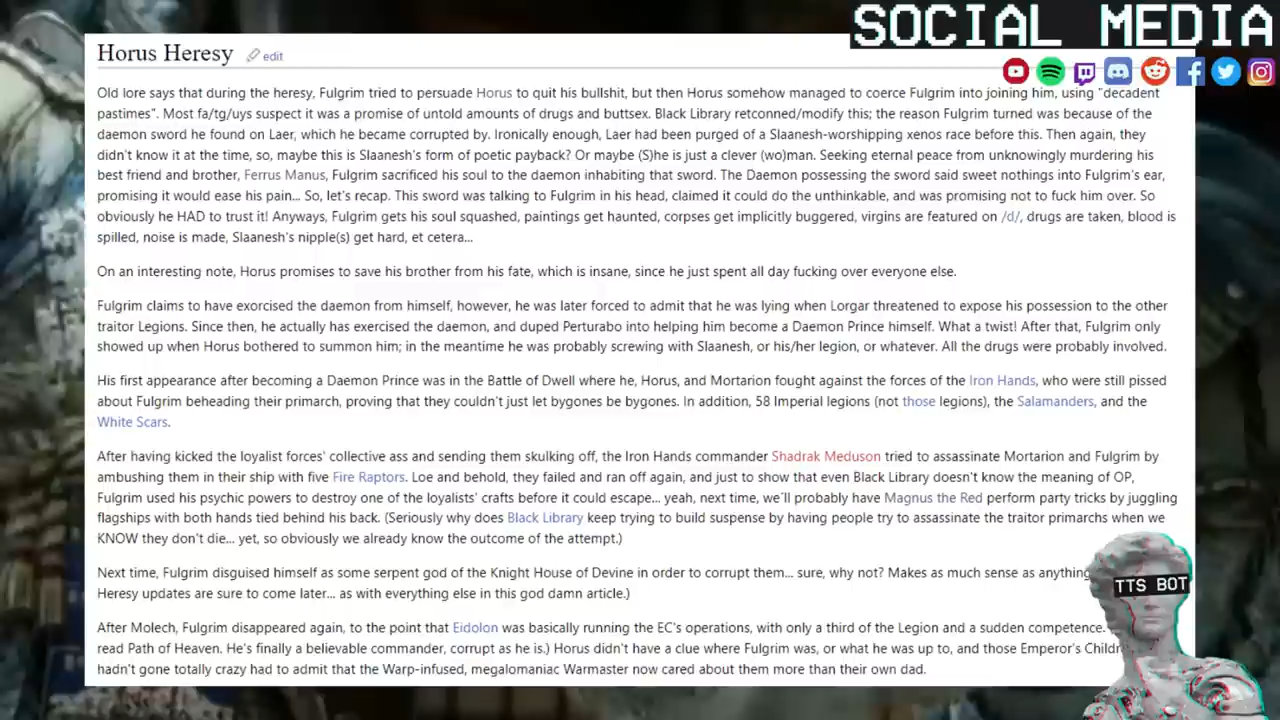 SOCIAL MEDIA
Horus Heresy edit
Old lore says that during the heresy, Fulgrim tried to persuade Horus to quit his bullshit, but then Horus somehow managed to coerce Fulgrim into joining him, using "decadent
pastimes". Most fa/tg/uys suspect it was a promise of untold amounts of drugs and buttsex. Black Library retconned/modify this; the reason Fulgrim turned was because of the
daemon sword he found on Laer, which he became corrupted by. Ironically enough, Laer had been purged of a Slaanesh-worshipping xenos race before this. Then again, they
didn't know it at the time, so, maybe this is Slaanesh's form of poetic payback? Or maybe (S)he is just a clever (wo)man. Seeking eternal peace from unknowingly murdering his
best friend and brother, Ferrus Manus, Fulgrim sacrificed his soul to the daemon inhabiting that sword. The Daemon possessing the sword said sweet nothings into Fulgrim's ear,
promising it would ease his pain... So, let's recap. This sword was talking to Fulgrim in his head, claimed it could do the unthinkable, and was promising not to fuck him over. So
obviously he HAD to trust it! Anyways, Fulgrim gets his soul squashed, paintings get haunted, corpses get implicitly buggered, virgins are featured on /d/, drugs are taken, blood is
spilled, noise is made, Slaanesh's nipple(s) get hard, et cetera...
On an interesting note, Horus promises to save his brother from his fate, which is insane, since he just spent all day fucking over everyone else.
Fulgrim claims to have exorcised the daemon from himself, however, he was later forced to admit that he was lying when Lorgar threatened to expose his possession to the other
traitor Legions. Since then, he actually has exercised the daemon, and duped Perturabo into helping him become a Daemon Prince himself. What a twist! After that, Fulgrim only
showed up when Horus bothered to summon him; in the meantime he was probably screwing with Slaanesh, or his/her legion, or whatever. All the drugs were probably involved.
His first appearance after becoming a Daemon Prince was in the Battle of Dwell where he, Horus, and Mortarion fought against the forces of the Iron Hands, who were still pissed
about Fulgrim beheading their primarch, proving that they couldn't just let bygones be bygones. In addition, 58 Imperial legions (not those legions), the Salamanders, and the
White Scars.
After having kicked the loyalist forces' collective ass and sending them skulking off, the Iron Hands commander Shadrak Meduson tried to assassinate Mortarion and Fulgrim by
ambushing them in their ship with five Fire Raptors. Loe and behold, they failed and ran off again, and just to show that even Black Library doesn't know the meaning of OP,
Fulgrim used his psychic powers to destroy one of the loyalists' crafts before it could escape... yeah, next time, we'll probably have Magnus the Red perform party tricks by juggling
flagships with both hands tied behind his back. (Seriously why does Black Library keep trying to build suspense by having people try to assassinate the traitor primarchs when we
KNOW they don't die... yet, so obviously we already know the outcome of the attempt.)
Next time, Fulgrim disguised himself as some serpent god of the Knight House of Devine in order to corrupt them... sure, why not? Makes as much sense as anything
Heresy updates are sure to come later... as with everything else in this god damn article.)
After Molech, Fulgrim disappeared again, to the point that Eidolon was basically running the EC's operations, with only a third of the Legion and a sudden competence.
read Path of Heaven. He's finally a believable commander, corrupt as he is.) Horus didn't have a clue where Fulgrim was, or what he was up to, and those Emperor's
hadn't gone totally crazy had to admit that the Warp-infused, megalomaniac Warmaster now cared about them more than their own dad.
TTS BOT